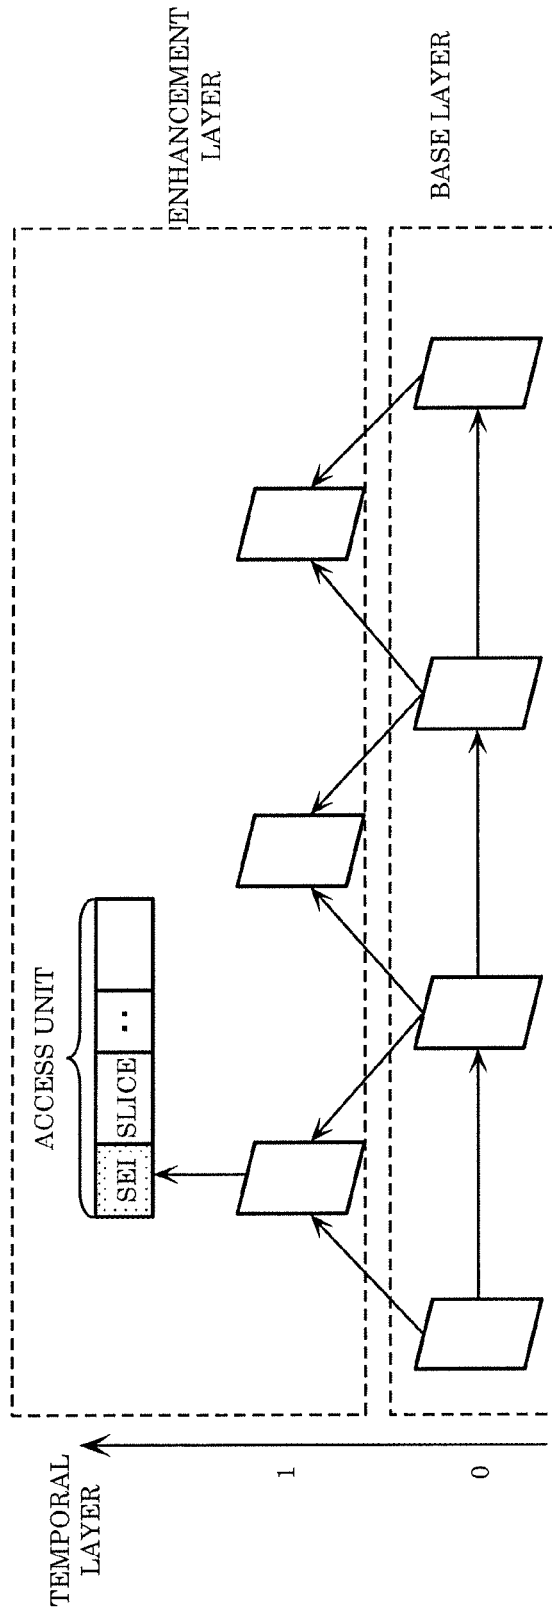 TEMPORAL
LAYER
ACCESS UNIT
SEI
SLICE
..
1
0
ENHANCEMENT
LAYER
BASE LAYER